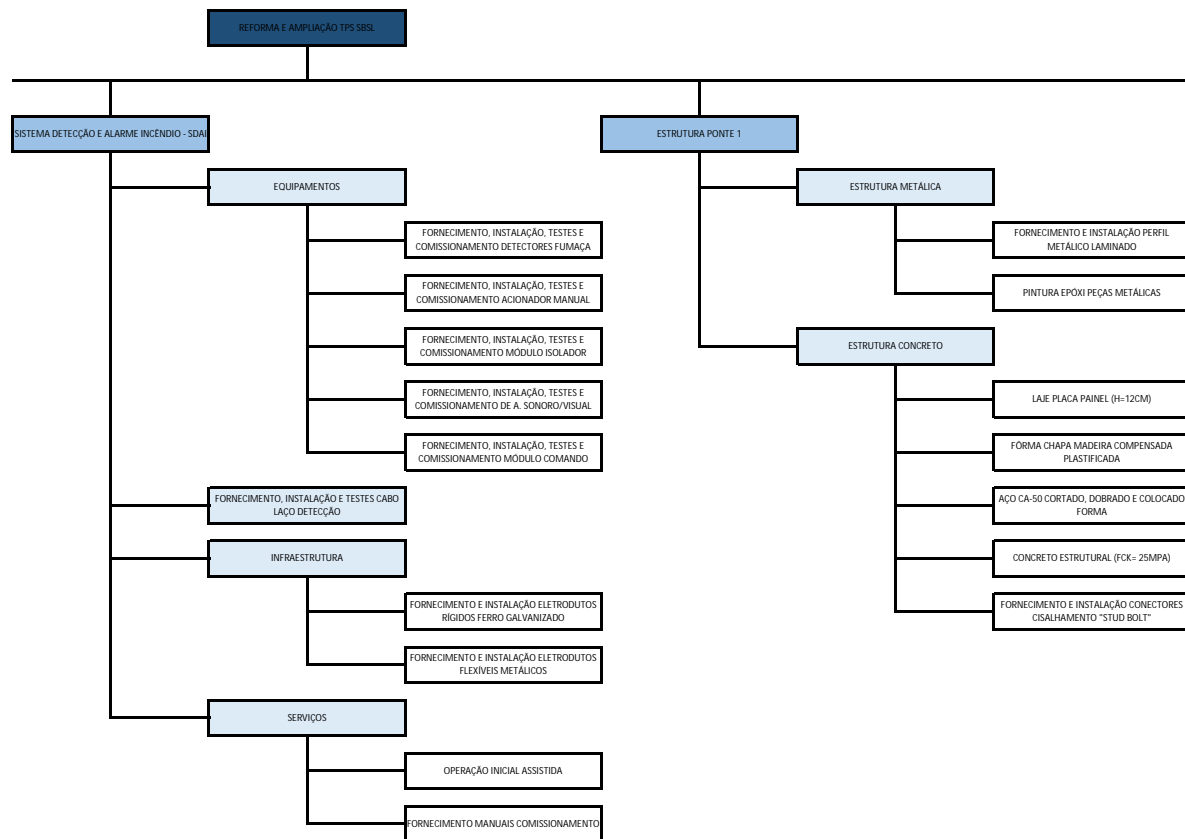 REFORMA E AMPLIAÇÃO TPS SBSL
SISTEMA DETECÇÃO E ALARME INCÊNDIO - SDAI
EQUIPAMENTOS
FORNECIMENTO, INSTALAÇÃO, TESTES E
COMISSIONAMENTO DETECTORES FUMAÇA
FORNECIMENTO, INSTALAÇÃO, TESTES E
COMISSIONAMENTO ACIONADOR MANUAL
FORNECIMENTO, INSTALAÇÃO, TESTES E
COMISSIONAMENTO MÓDULO ISOLADOR
FORNECIMENTO, INSTALAÇÃO, TESTES E
COMISSIONAMENTO DE A. SONORO/VISUAL
FORNECIMENTO, INSTALAÇÃO, TESTES E
COMISSIONAMENTO MÓDULO COMANDO
FORNECIMENTO, INSTALAÇÃO E TESTES CABO
LAÇO DETECÇÃO
INFRAESTRUTURA
FORNECIMENTO E INSTALAÇÃO ELETRODUTOS
RÍGIDOS FERRO GALVANIZADO
FORNECIMENTO E INSTALAÇÃO ELETRODUTOS
FLEXÍVEIS METÁLICOS
SERVIÇOS
OPERAÇÃO INICIAL ASSISTIDA
FORNECIMENTO MANUAIS COMISSIONAMENTO
ESTRUTURA PONTE 1
ESTRUTURA METÁLICA
FORNECIMENTO E INSTALAÇÃO PERFIL
METÁLICO LAMINADO
PINTURA EPÓXI PEÇAS METÁLICAS
ESTRUTURA CONCRETO
LAJE PLACA PAINEL (H=12CM)
FÔRMA CHAPA MADEIRA COMPENSADA
PLASTIFICADA
AÇO CA-50 CORTADO, DOBRADO E COLOCADO
FORMA
CONCRETO ESTRUTURAL (FCK= 25MPA)
FORNECIMENTO E INSTALAÇÃO CONECTORES
CISALHAMENTO "STUD BOLT"